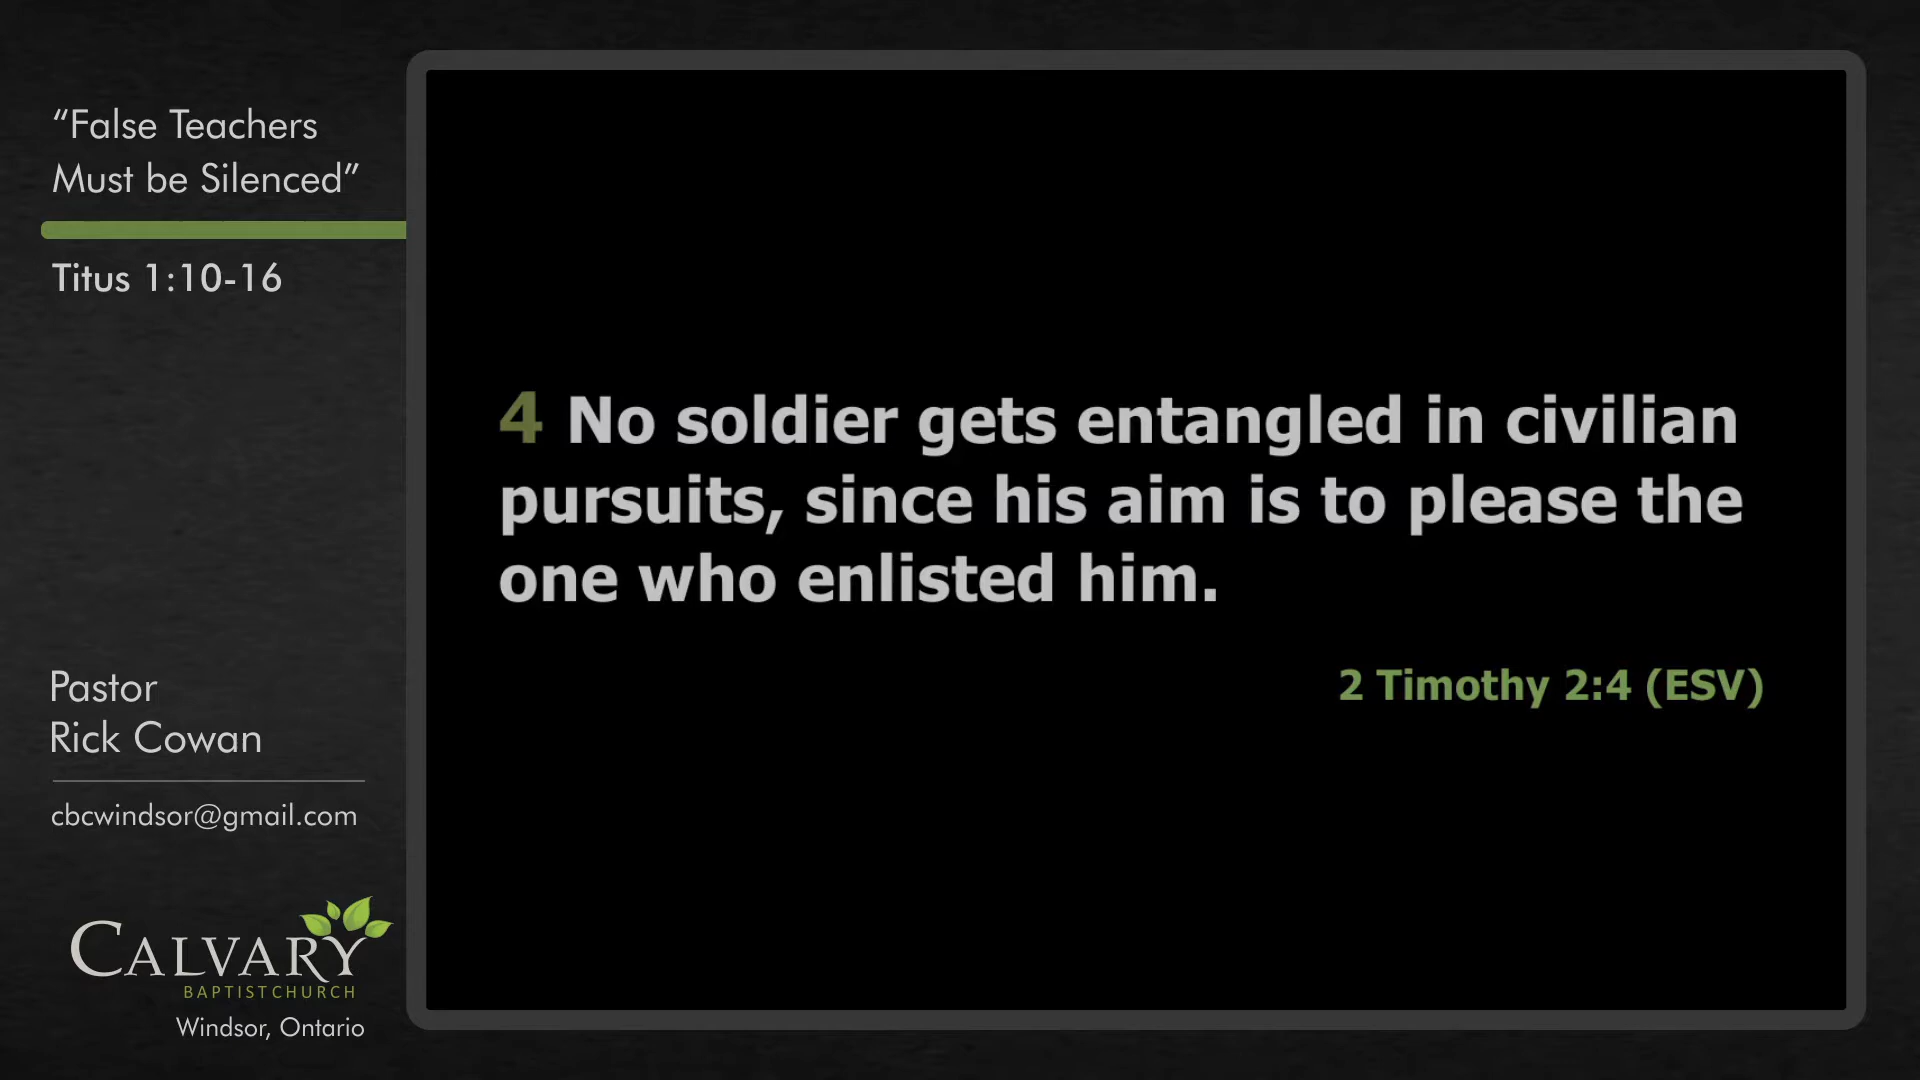 “False Teachers
Must be Silenced”
Titus 1:10-16
4 No soldier gets entangled in civilian
pursuits, since his aim is to please the
one who enlisted him.
2 Timothy 2:4 (ESV)
Pastor
Rick Cowan
cbcwindsor@gmail.com
CALVARY
BAPTISTCHURCH
Windsor, Ontario